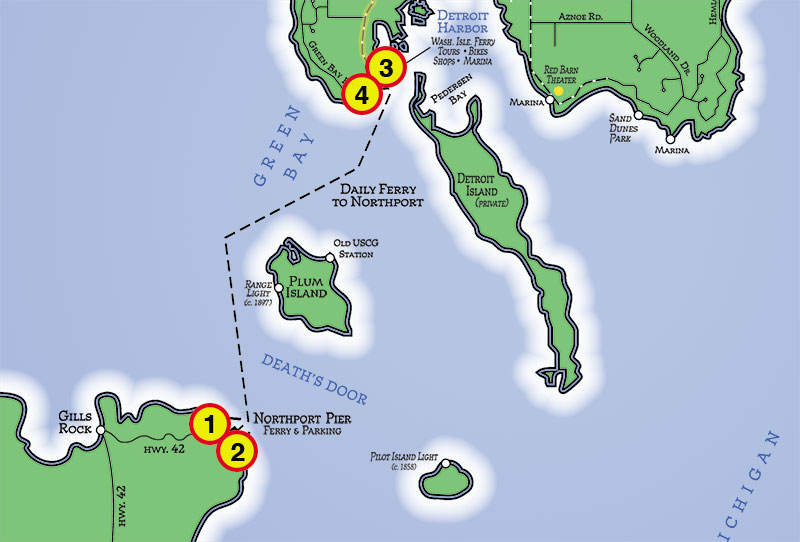 DETROIT
HARBOR
WASH. ISLE. FERRY
TOURS • BIKES
SHOPS • MARINA
AZNOE RD.
WOODLAND DR.
GREEN BAY
3
4
RED BARN
THEATER
MARINA
PEDERSEN
BAY
SAND
DUNES
PARK
MARINA
GREEN
BAY
DETROIT
ISLAND
(PRIVATE)
DAILY FERRY
TO NORTHPORT
OLD USCG
STATION
RANGE
LIGHT
(c. 1897)
PLUM
ISLAND
DEATH'S DOOR
GILLS
ROCK
1
2
NORTHPORT PIER
FERRY & PARKING
HWY. 42
HWY. 42
PILOT ISLAND LIGHT
(c. 1858)